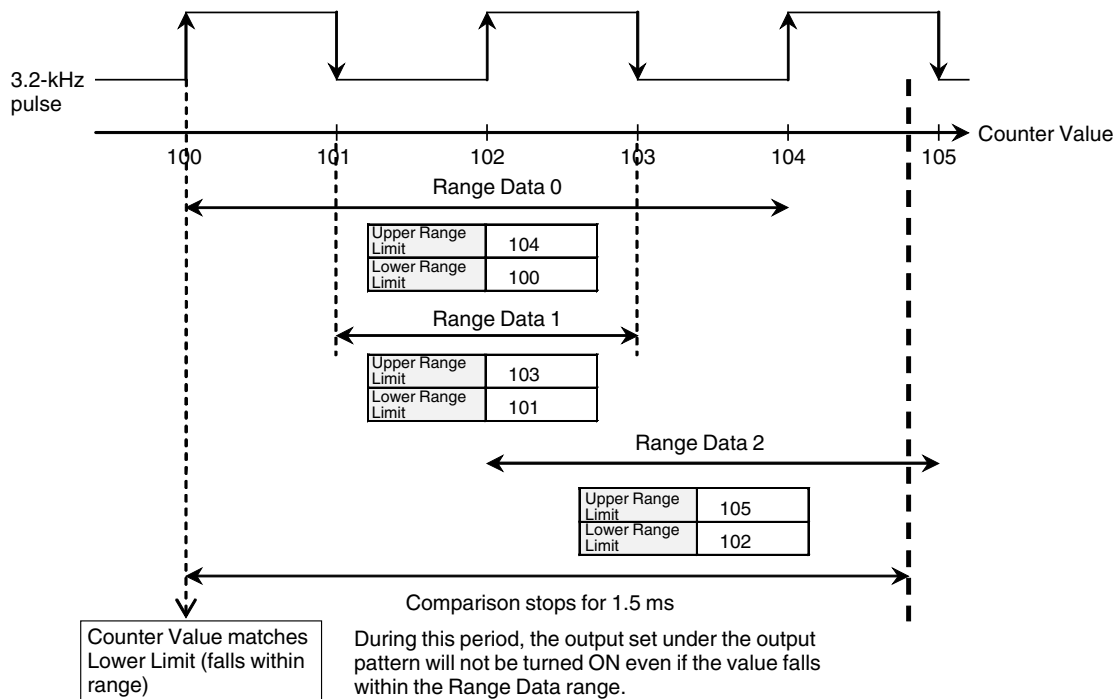 3.2-kHz
pulse
Counter Value
100 101 102 103 104 105
Range Data 0
Upper Range
Limit 104
Lower Range
Limit 100
Range Data 1
Upper Range
Limit 103
Lower Range
Limit 101
Range Data 2
Upper Range
Limit 105
Lower Range
Limit 102
Comparison stops for 1.5 ms
Counter Value matches
Lower Limit (falls within
range)
During this period, the output set under the output
pattern will not be turned ON even if the value falls
within the Range Data range.